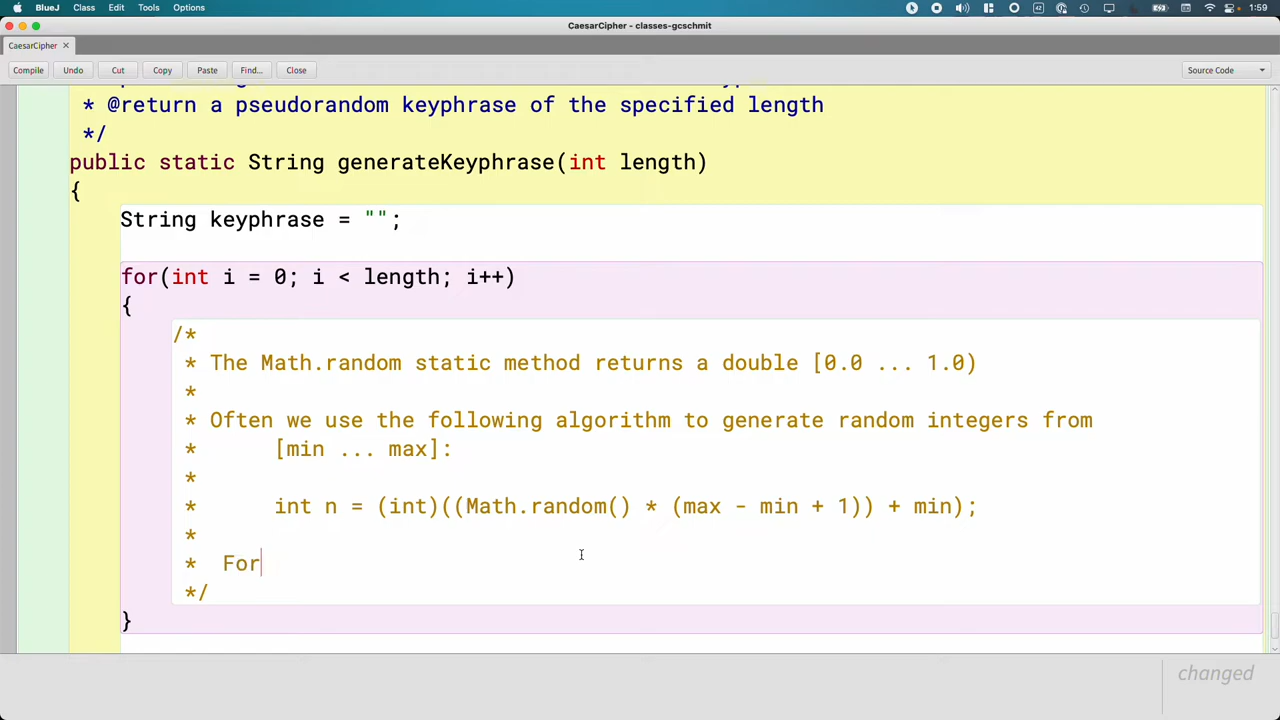 BlueJ Class Edit Tools Options 1:59
CaesarCipher - classes-gcschmit
CaesarCipher ×
Compile Undo Cut Copy Paste Find... Close Source Code
* @return a pseudorandom keyphrase of the specified length
*/
public static String generateKeyphrase(int length)
{
String keyphrase = "";
for(int i = 0; i < length; i++)
{
/*
* The Math.random static method returns a double [0.0 ... 1.0)
*
* Often we use the following algorithm to generate random integers from
* [min ... max]:
*
* int n = (int)((Math.random() * (max - min + 1)) + min);
*
* For
*/
}
changed